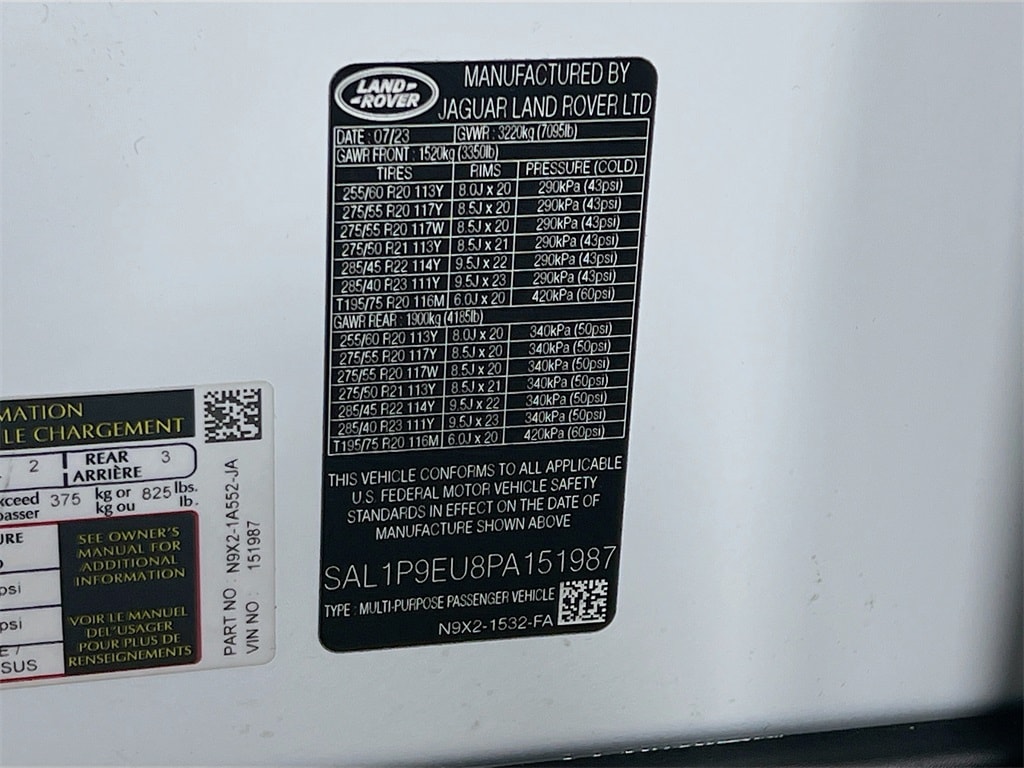 LAND-
-ROVER
MANUFACTURED BY
JAGUAR LAND ROVER LTD
DATE : 07/23 GVWR : 3220kg (7095lb)
GAWR FRONT : 1520kg (3350lb)
TIRES RIMS PRESSURE (COLD)
255/60 R20 113Y 8.0J x 20 290kPa (43psi)
275/55 R20 117Y 8.5J x 20 290kPa (43psi)
275/55 R20 117W 8.5J x 20 290kPa (43psi)
275/50 R21 113Y 8.5J x 21 290kPa (43psi)
285/45 R22 114Y 9.5J x 22 290kPa (43psi)
285/40 R23 111Y 9.5J x 23 290kPa (43psi)
T195/75 R20 116M 6.0J x 20 420kPa (60psi)
GAWR REAR : 1900kg (4185lb)
255/60 R20 113Y 8.0J x 20 340kPa (50psi)
275/55 R20 117Y 8.5J x 20 340kPa (50psi)
275/55 R20 117W 8.5J x 20 340kPa (50psi)
275/50 R21 113Y 8.5J x 21 340kPa (50psi)
285/45 R22 114Y 9.5J x 22 340kPa (50psi)
285/40 R23 111Y 9.5J x 23 340kPa (50psi)
T195/75 R20 116M 6.0J x 20 420kPa (60psi)
THIS VEHICLE CONFORMS TO ALL APPLICABLE
U.S. FEDERAL MOTOR VEHICLE SAFETY
STANDARDS IN EFFECT ON THE DATE OF
MANUFACTURE SHOWN ABOVE
SAL1P9EU8PA151987
TYPE : MULTI-PURPOSE PASSENGER VEHICLE
N9X2-1532-FA
MATION
LE CHARGEMENT
2 REAR 3
ARRIÈRE
xceed 375 kg or 825 lbs.
passer kg ou lb.
URE
SEE OWNER'S
MANUAL FOR
ADDITIONAL
INFORMATION
psi
psi
VOIR LE MANUEL
DEL'USAGER
POUR PLUS DE
RENSEIGNEMENTS
E /
SUS
PART NO : N9X2-1A552-JA
VIN NO : 151987